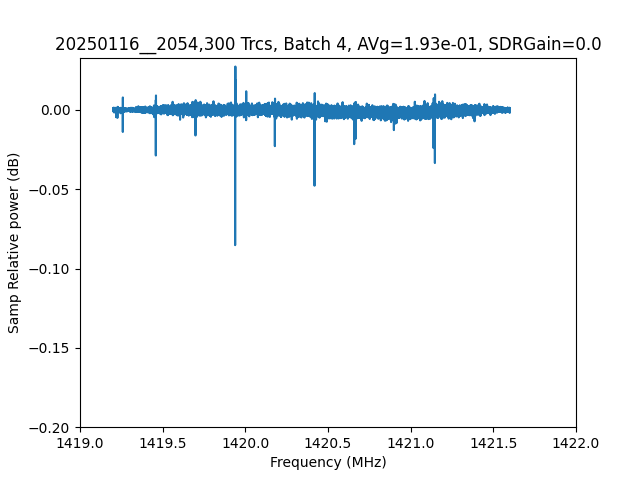 20250116__2054,300 Trcs, Batch 4, AVg=1.93e-01, SDRGain=0.0
Samp Relative power (dB)
0.00
−0.05
−0.10
−0.15
−0.20
1419.0 1419.5 1420.0 1420.5 1421.0 1421.5 1422.0
Frequency (MHz)